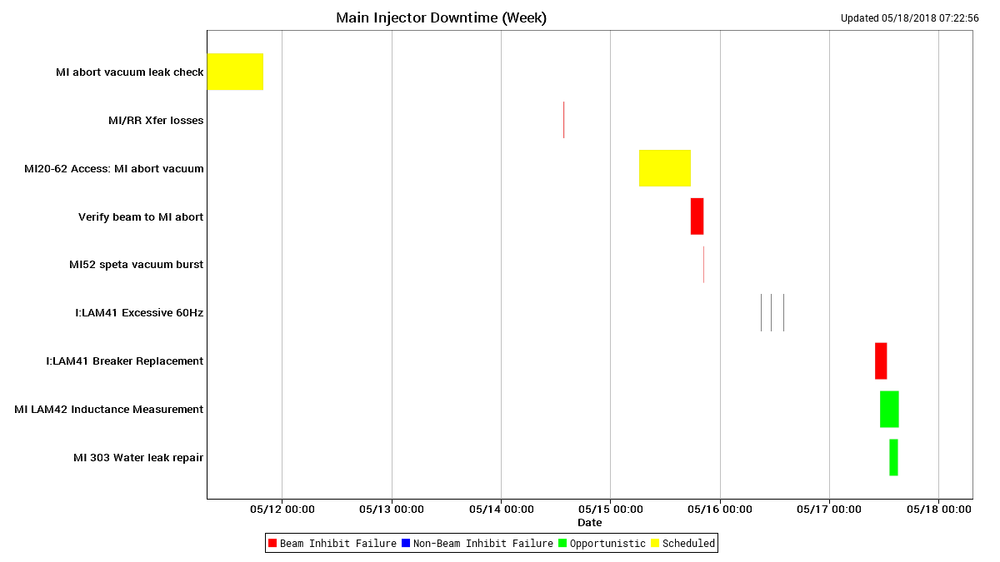 Main Injector Downtime (Week)
Updated 05/18/2018 07:22:56
MI abort vacuum leak check
MI/RR Xfer losses
MI20-62 Access: MI abort vacuum
Verify beam to MI abort
MI52 speta vacuum burst
I:LAM41 Excessive 60Hz
I:LAM41 Breaker Replacement
MI LAM42 Inductance Measurement
MI 303 Water leak repair
05/12 00:00 05/13 00:00 05/14 00:00 05/15 00:00 05/16 00:00 05/17 00:00 05/18 00:00
Date
Beam Inhibit Failure Non-Beam Inhibit Failure Opportunistic Scheduled